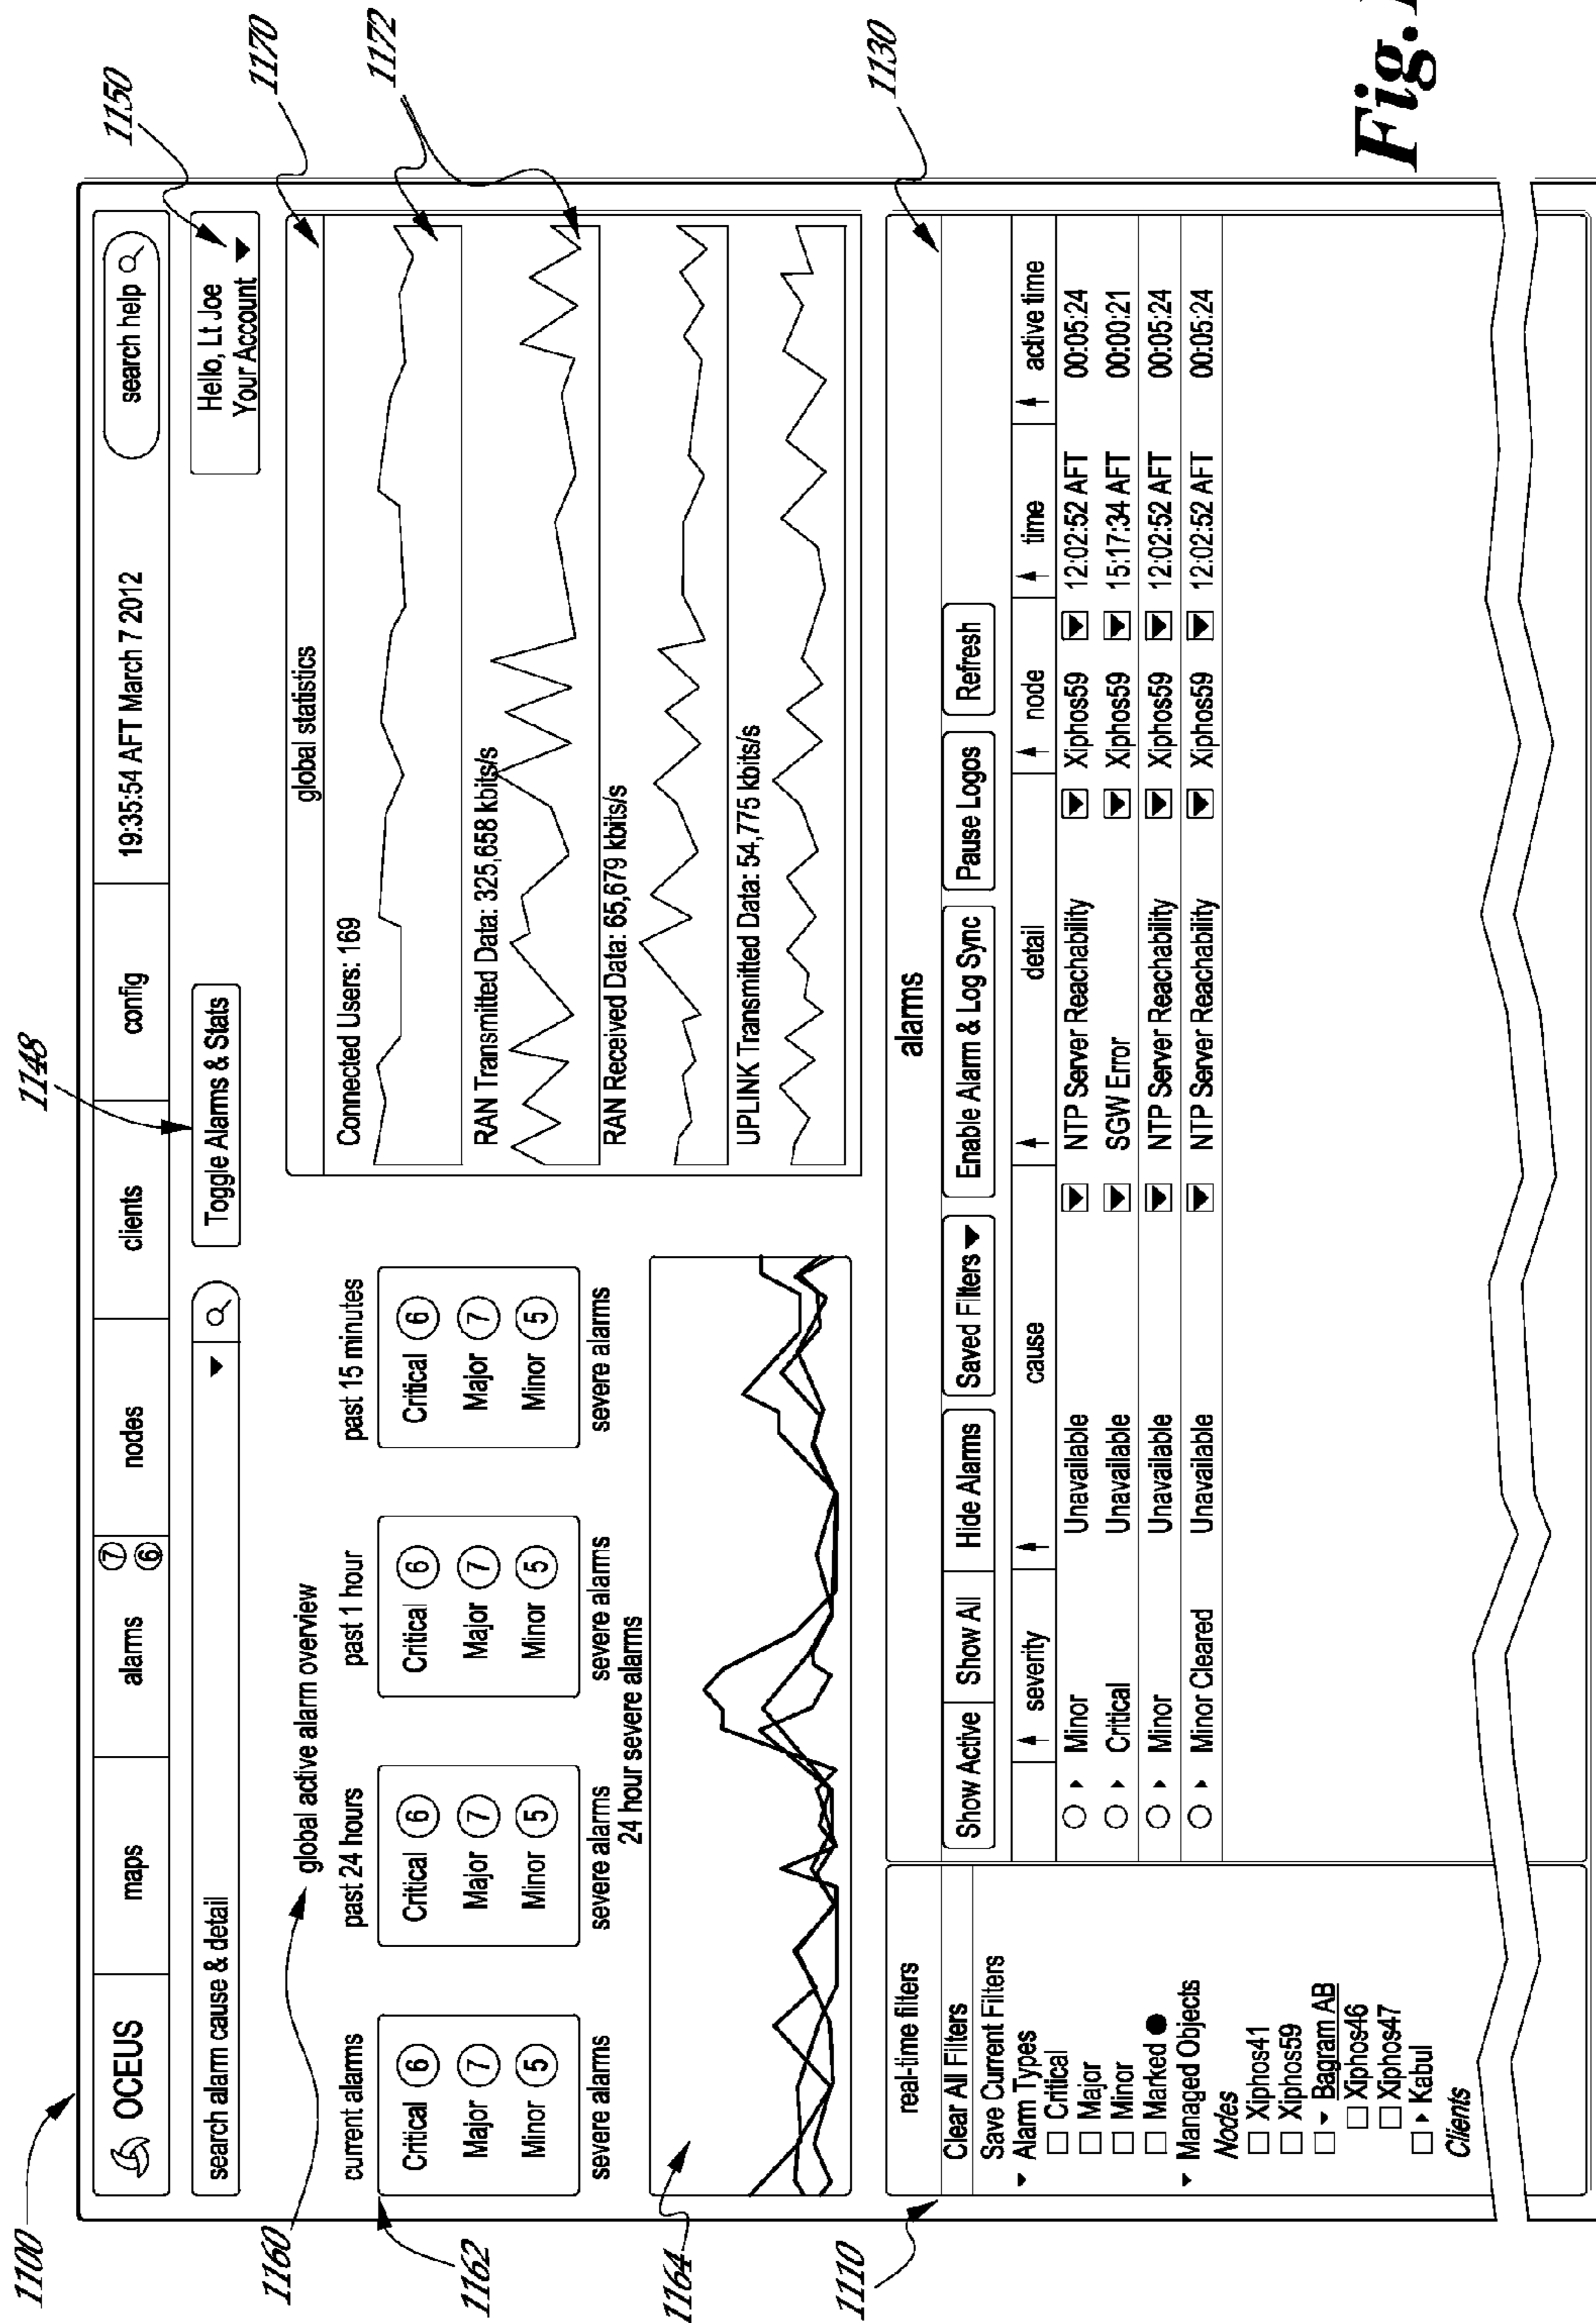 1100
1148
1150
OCEUS
maps
alarms
7
6
nodes
clients
config
19:35:54 AFT March 7 2012
search help
search alarm cause & detail
Toggle Alarms & Stats
Hello, Lt Joe
Your Account
1160
global active alarm overview
1162
current alarms
Critical 6
Major 7
Minor 5
severe alarms
past 24 hours
Critical 6
Major 7
Minor 5
severe alarms
past 1 hour
Critical 6
Major 7
Minor 5
severe alarms
past 15 minutes
Critical 6
Major 7
Minor 5
severe alarms
24 hour severe alarms
1164
1170
global statistics
1172
Connected Users: 169
RAN Transmitted Data: 325,658 kbits/s
RAN Received Data: 65,679 kbits/s
UPLINK Transmitted Data: 54,775 kbits/s
1110
real-time filters
Clear All Filters
Save Current Filters
Alarm Types
Critical
Major
Minor
Marked
Managed Objects
Nodes
Xiphos41
Xiphos59
Bagram AB
Xiphos46
Xiphos47
Kabul
Clients
1130
alarms
Show Active Show All Hide Alarms Saved Filters Enable Alarm & Log Sync Pause Logos Refresh
severity cause detail node time active time
Minor Unavailable NTP Server Reachability Xiphos59 12:02:52 AFT 00:05:24
Critical Unavailable SGW Error Xiphos59 15:17:34 AFT 00:00:21
Minor Unavailable NTP Server Reachability Xiphos59 12:02:52 AFT 00:05:24
Minor Cleared Unavailable NTP Server Reachability Xiphos59 12:02:52 AFT 00:05:24
Fig.